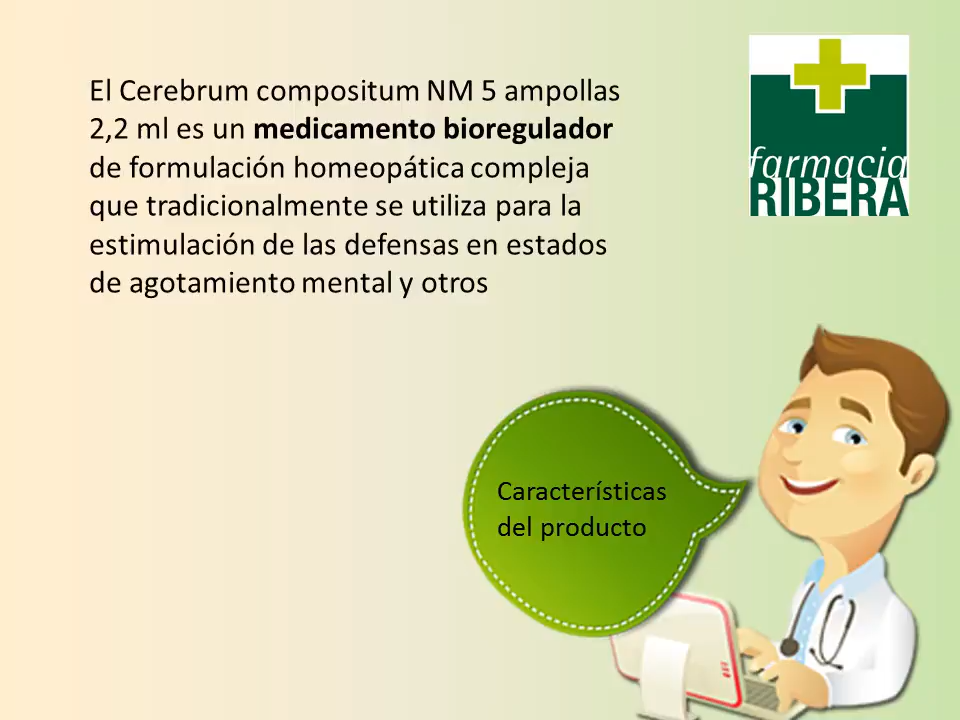 El Cerebrum compositum NM 5 ampollas
2,2 ml es un medicamento bioregulador
de formulación homeopática compleja
que tradicionalmente se utiliza para la
estimulación de las defensas en estados
de agotamiento mental y otros
farmacia
RIBERA
Características
del producto